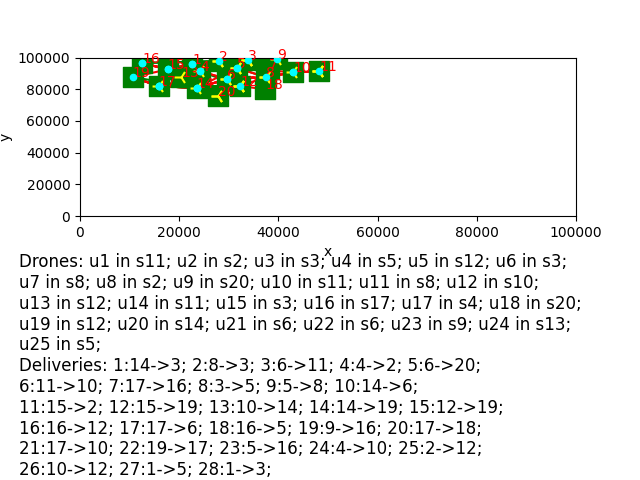 100000
80000
60000
40000
20000
0
y
16
1
2
3
9
11
18
0
20000
40000
60000
80000
100000
x
Drones: u1 in s11; u2 in s2; u3 in s3; u4 in s5; u5 in s12; u6 in s3;
u7 in s8; u8 in s2; u9 in s20; u10 in s11; u11 in s8; u12 in s10;
u13 in s12; u14 in s11; u15 in s3; u16 in s17; u17 in s4; u18 in s20;
u19 in s12; u20 in s14; u21 in s6; u22 in s6; u23 in s9; u24 in s13;
u25 in s5;
Deliveries: 1:14->3; 2:8->3; 3:6->11; 4:4->2; 5:6->20;
6:11->10; 7:17->16; 8:3->5; 9:5->8; 10:14->6;
11:15->2; 12:15->19; 13:10->14; 14:14->19; 15:12->19;
16:16->12; 17:17->6; 18:16->5; 19:9->16; 20:17->18;
21:17->10; 22:19->17; 23:5->16; 24:4->10; 25:2->12;
26:10->12; 27:1->5; 28:1->3;